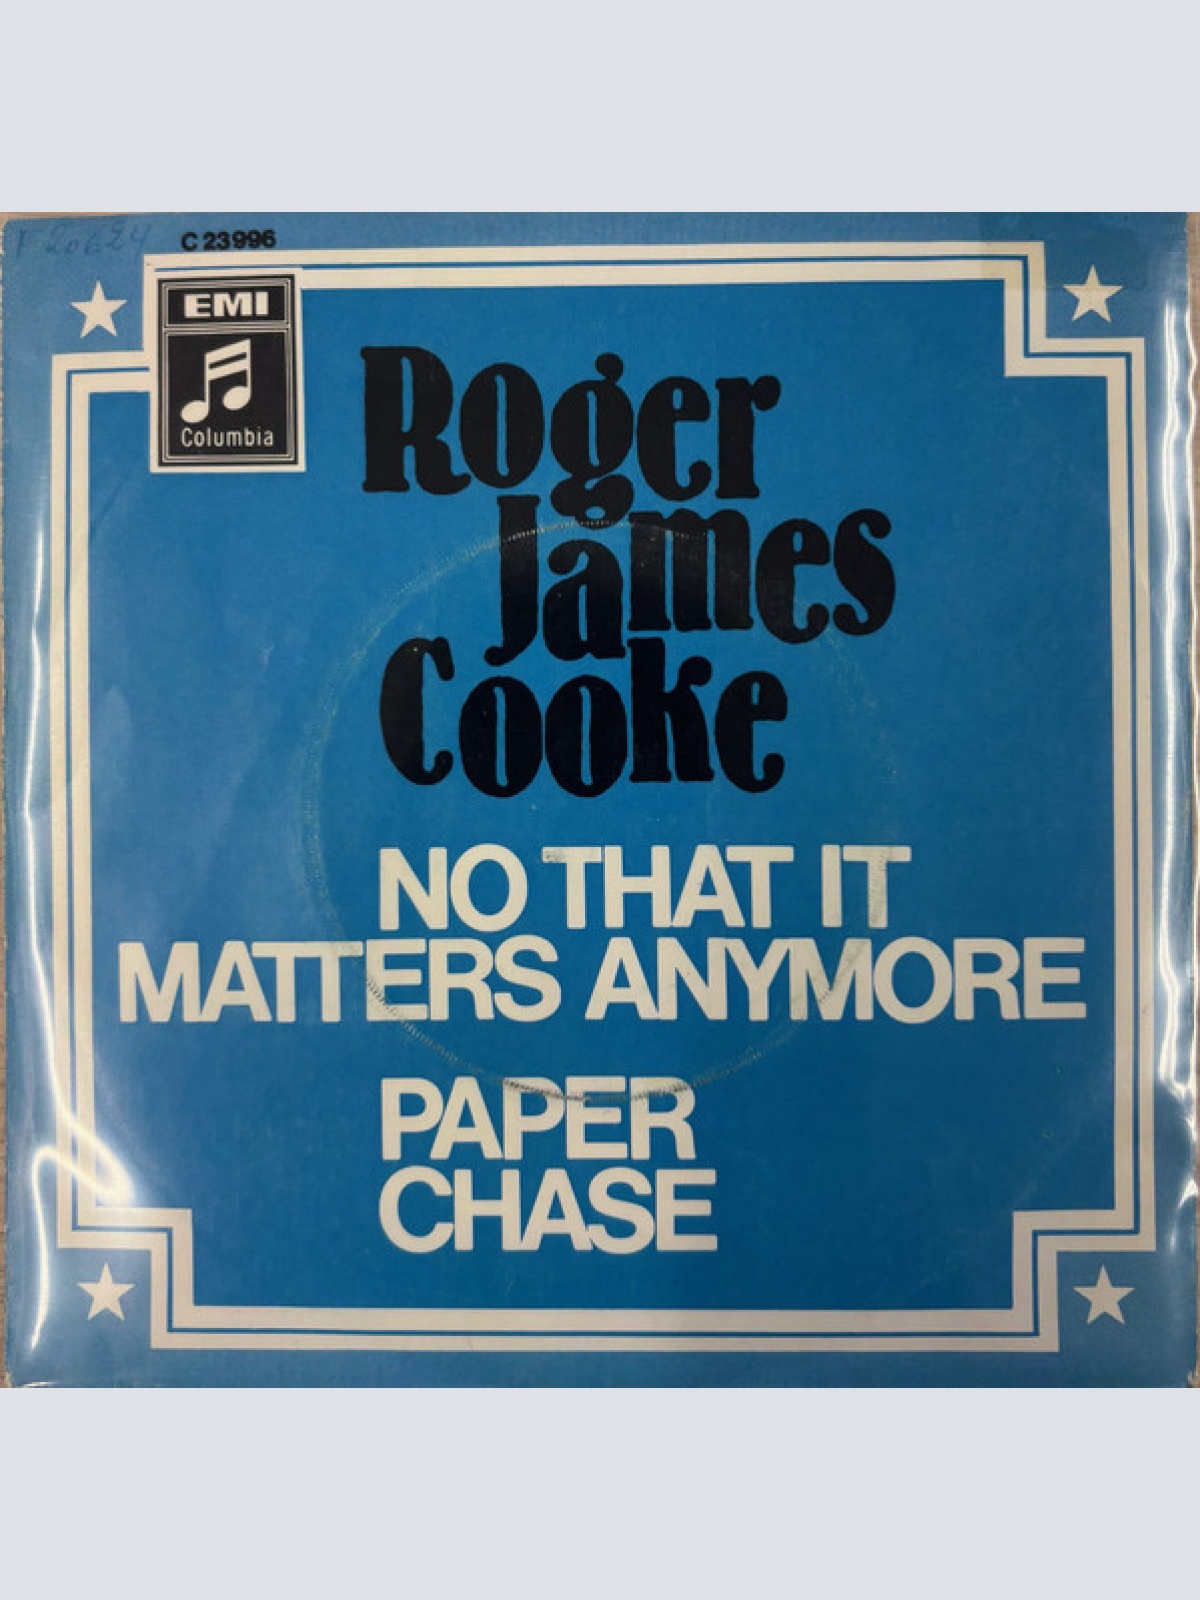 C 23996
EMI
Columbia
Roger
James
Cooke
NO THAT IT
MATTERS ANYMORE
PAPER
CHASE